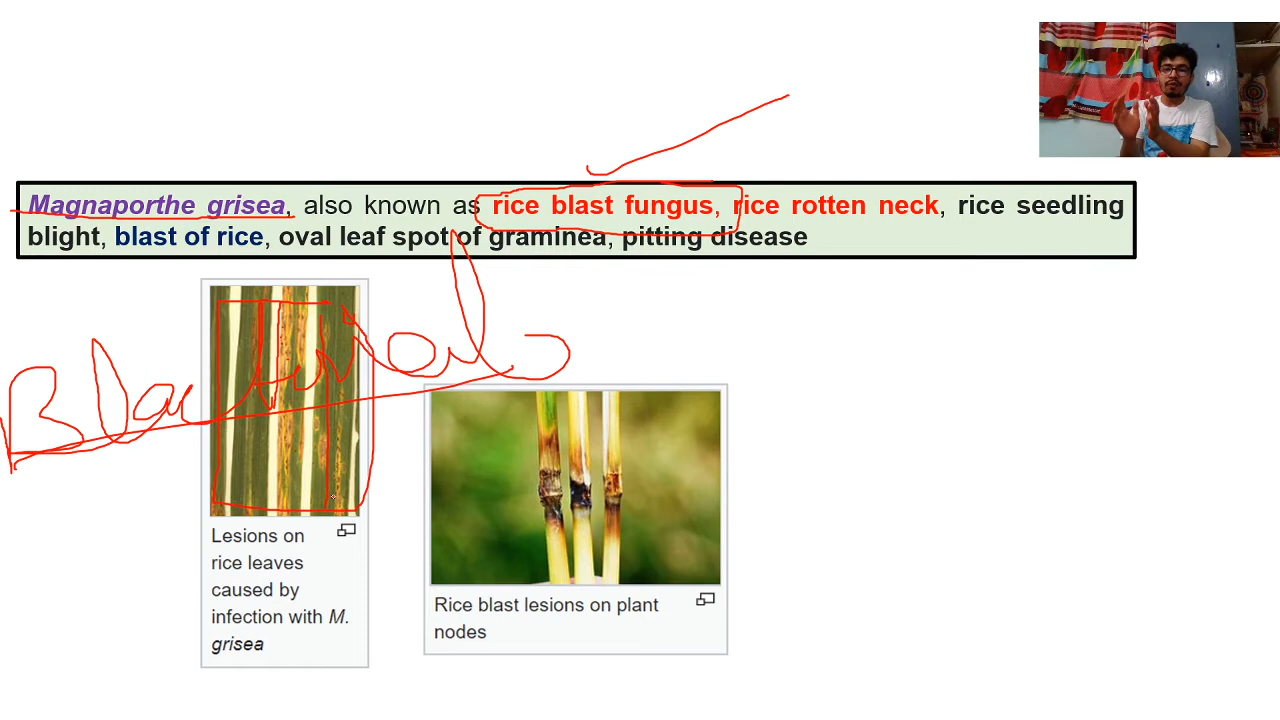 Magnaporthe grisea, also known as rice blast fungus, rice rotten neck, rice seedling
blight, blast of rice, oval leaf spot of graminea, pitting disease
Lesions on
rice leaves
caused by
infection with M.
grisea
Rice blast lesions on plant
nodes